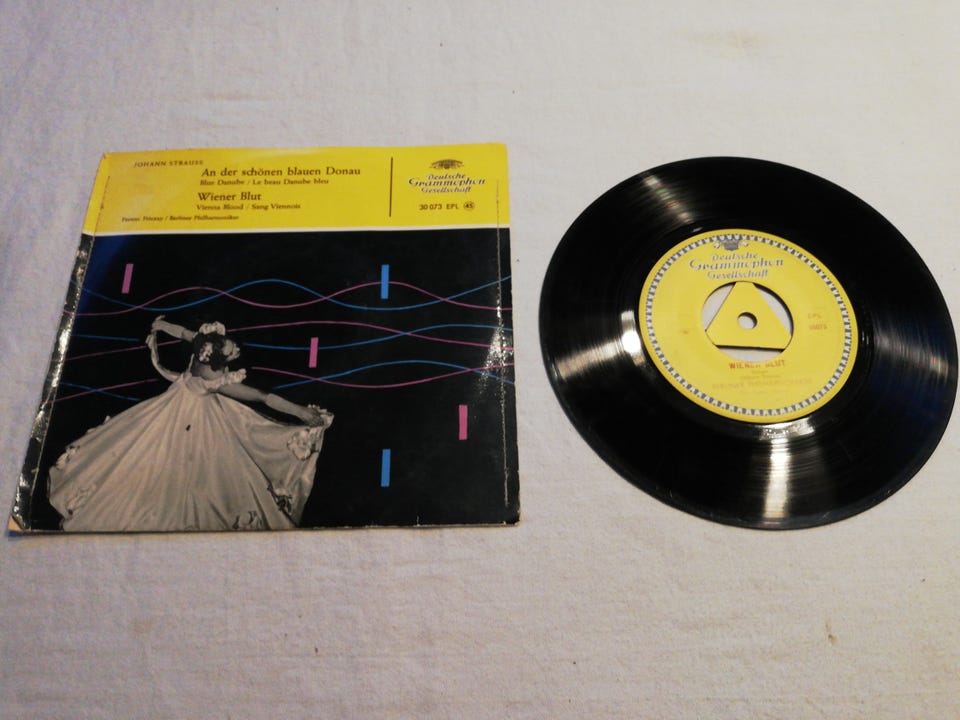 JOHANN STRAUSS
An der schönen blauen Donau
Blue Danube / Le beau Danube bleu
Wiener Blut
Vienna Blood / Sang Viennois
Ferenc Fricsay / Berliner Philharmoniker
Deutsche
Grammophon
Gesellschaft
30 073 EPL 45
Deutsche
Grammophon
Gesellschaft
EPL
30073
WIENER BLUT
BERLINER PHILHARMONIKER